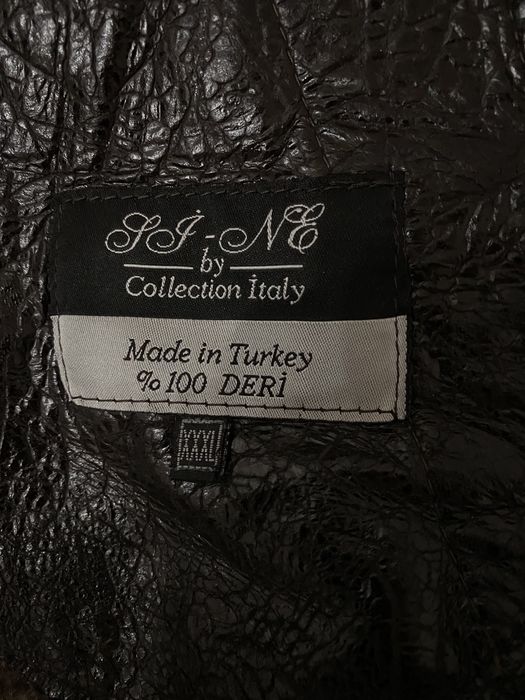 Sİ-NE
by
Collection İtaly
Made in Turkey
% 100 DERİ
XXXL